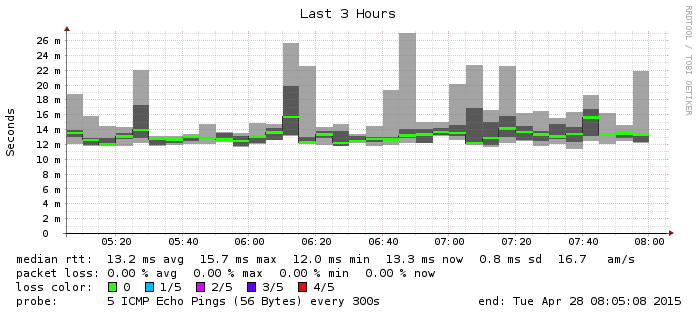 Last 3 Hours
RRDTOOL / TOBI OETIKER
Seconds
26 m
24 m
22 m
20 m
18 m
16 m
14 m
12 m
10 m
8 m
6 m
4 m
2 m
0
05:20 05:40 06:00 06:20 06:40 07:00 07:20 07:40 08:00
median rtt: 13.2 ms avg 15.7 ms max 12.0 ms min 13.3 ms now 0.8 ms sd 16.7 am/s
packet loss: 0.00 % avg 0.00 % max 0.00 % min 0.00 % now
loss color: 0 1/5 2/5 3/5 4/5
probe: 5 ICMP Echo Pings (56 Bytes) every 300s end: Tue Apr 28 08:05:08 2015